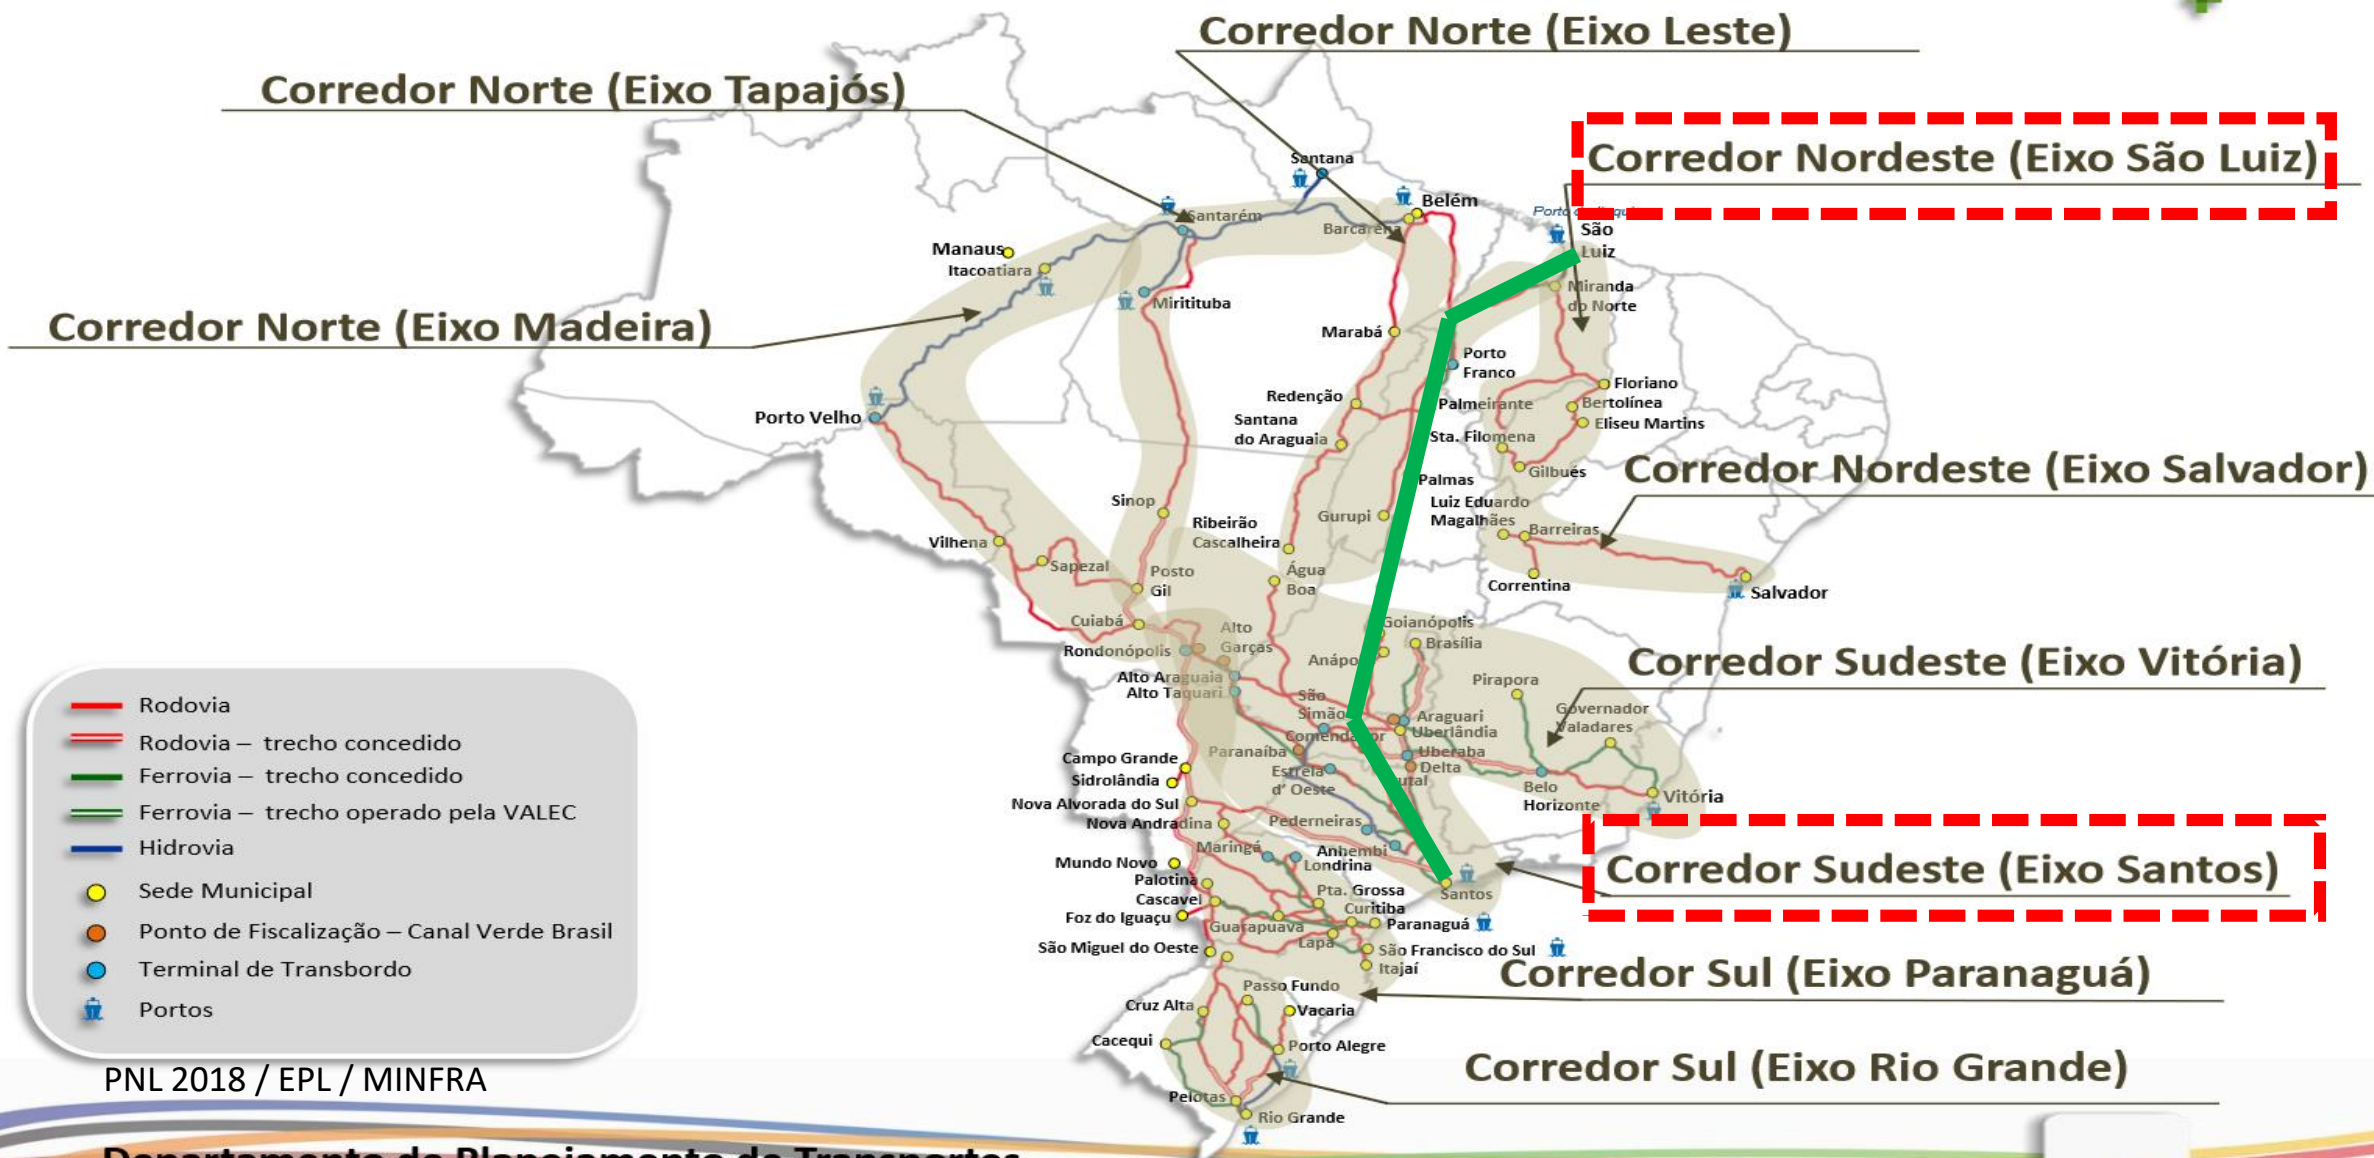 Corredor Norte (Eixo Leste)
Corredor Norte (Eixo Tapajós)
Corredor Nordeste (Eixo São Luiz)
Santana
Belém
Santarém
Barcarena
Porto
São
Luiz
Manaus
Itacoatiara
Miritituba
Miranda
do Norte
Corredor Norte (Eixo Madeira)
Marabá
Porto
Franco
Floriano
Redenção
Palmeirante
Bertolínea
Santana
do Araguaia
Eliseu Martins
Porto Velho
Sta. Filomena
Gilbués
Corredor Nordeste (Eixo Salvador)
Palmas
Sinop
Luiz Eduardo
Magalhães
Gurupi
Ribeirão
Cascalheira
Barreiras
Vilhena
Sapezal
Posto
Gil
Água
Boa
Correntina
Salvador
Cuiabá
Alto
Garças
Goianópolis
Brasília
Rondonópolis
Anápo
Corredor Sudeste (Eixo Vitória)
Alto Araguaia
Alto Taquari
Pirapora
São
Simão
Governador
Valadares
Araguari
Uberlândia
Paranaíba
Uberaba
Delta
Campo Grande
Sidrolândia
Estrela
d' Oeste
utal
Belo
Horizonte
Vitória
Nova Alvorada do Sul
Nova Andradina
Pederneiras
Maringá
Anhembi
Londrina
Mundo Novo
Palotina
Pta. Grossa
Santos
Corredor Sudeste (Eixo Santos)
Cascavel
Curitiba
Foz do Iguaçu
Guarapuava
Paranaguá
Lapa
São Miguel do Oeste
São Francisco do Sul
Itajaí
Corredor Sul (Eixo Paranaguá)
Passo Fundo
Cruz Alta
Vacaria
Cacequi
Porto Alegre
Corredor Sul (Eixo Rio Grande)
Pelotas
Rio Grande
Rodovia
Rodovia – trecho concedido
Ferrovia – trecho concedido
Ferrovia – trecho operado pela VALEC
Hidrovia
Sede Municipal
Ponto de Fiscalização – Canal Verde Brasil
Terminal de Transbordo
Portos
PNL 2018 / EPL / MINFRA
Departamento de Planejamento de Transportes